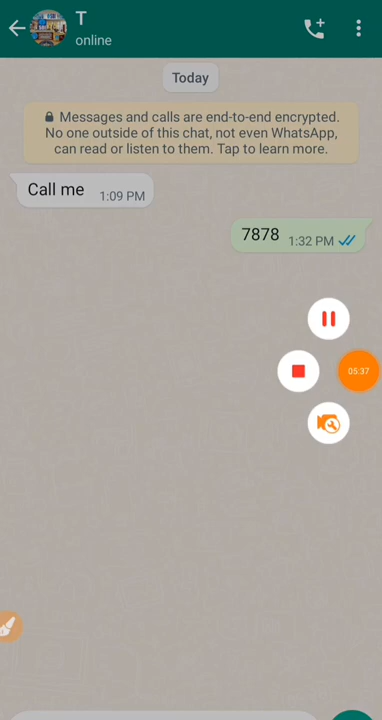 T
online
Today
Messages and calls are end-to-end encrypted.
No one outside of this chat, not even WhatsApp,
can read or listen to them. Tap to learn more.
Call me 1:09 PM
7878 1:32 PM
05:37